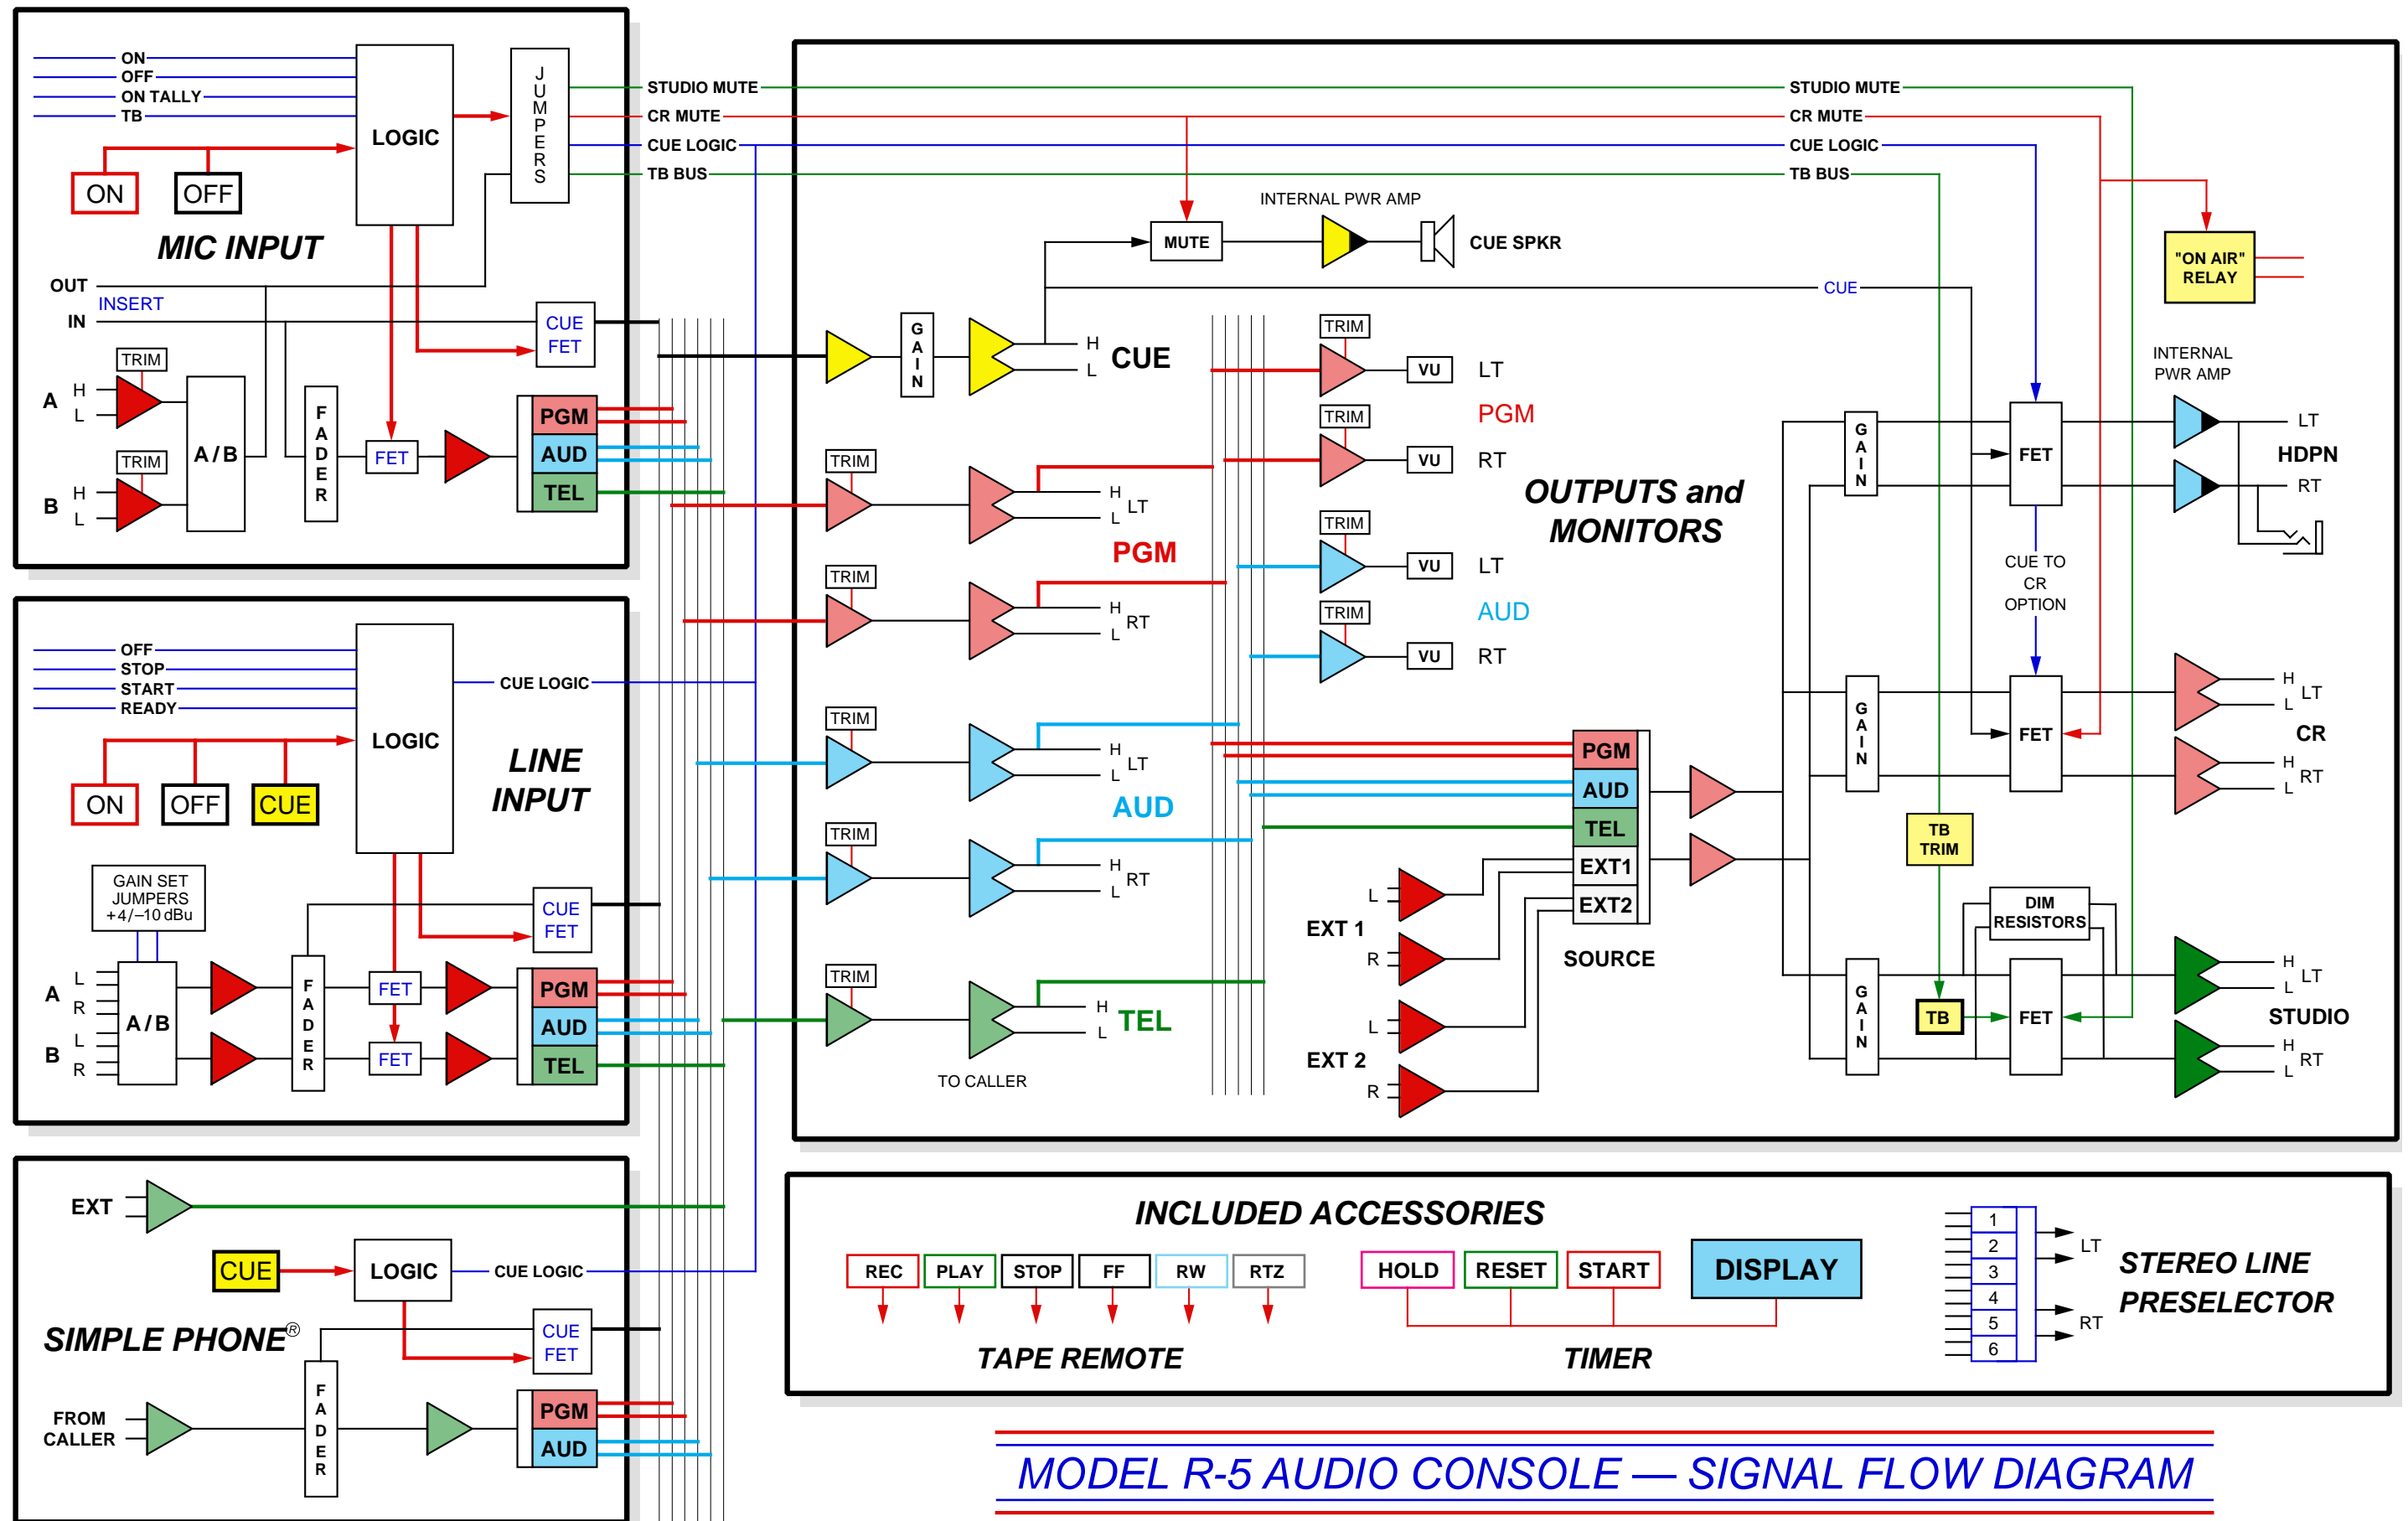 ON
OFF
ON TALLY
TB
LOGIC
JUMPERS
ON
OFF
MIC INPUT
OUT
INSERT
IN
CUE
FET
TRIM
A
H
L
TRIM
B
H
L
A / B
FADER
FET
PGM
AUD
TEL
OFF
STOP
START
READY
LOGIC
CUE LOGIC
ON
OFF
CUE
LINE
INPUT
GAIN SET
JUMPERS
+4/–10 dBu
CUE
FET
A
L
R
B
L
R
A / B
FADER
FET
FET
PGM
AUD
TEL
EXT
CUE
LOGIC
CUE LOGIC
SIMPLE PHONE®
CUE
FET
FROM
CALLER
FADER
PGM
AUD
STUDIO MUTE
CR MUTE
CUE LOGIC
TB BUS
STUDIO MUTE
CR MUTE
CUE LOGIC
TB BUS
INTERNAL PWR AMP
MUTE
CUE SPKR
"ON AIR"
RELAY
CUE
GAIN
H
L
CUE
TRIM
H
L
LT
PGM
TRIM
H
L
RT
TRIM
H
L
LT
AUD
TRIM
H
L
RT
TRIM
H
L
TEL
TO CALLER
TRIM
VU
LT
PGM
TRIM
VU
RT
TRIM
VU
LT
AUD
TRIM
VU
RT
OUTPUTS and
MONITORS
PGM
AUD
TEL
EXT1
EXT2
SOURCE
EXT 1
L
R
EXT 2
L
R
GAIN
FET
INTERNAL
PWR AMP
LT
HDPN
RT
CUE TO
CR
OPTION
GAIN
FET
H
L
LT
CR
H
L
RT
TB
TRIM
DIM
RESISTORS
GAIN
TB
FET
H
L
LT
STUDIO
H
L
RT
INCLUDED ACCESSORIES
REC
PLAY
STOP
FF
RW
RTZ
TAPE REMOTE
HOLD
RESET
START
DISPLAY
TIMER
1
2
3
4
5
6
LT
RT
STEREO LINE
PRESELECTOR
MODEL R-5 AUDIO CONSOLE — SIGNAL FLOW DIAGRAM